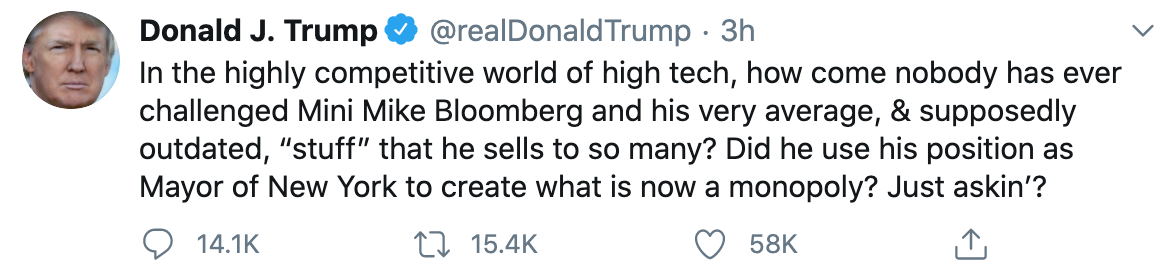 Donald J. Trump @realDonaldTrump · 3h
In the highly competitive world of high tech, how come nobody has ever
challenged Mini Mike Bloomberg and his very average, & supposedly
outdated, “stuff” that he sells to so many? Did he use his position as
Mayor of New York to create what is now a monopoly? Just askin’?
14.1K 15.4K 58K